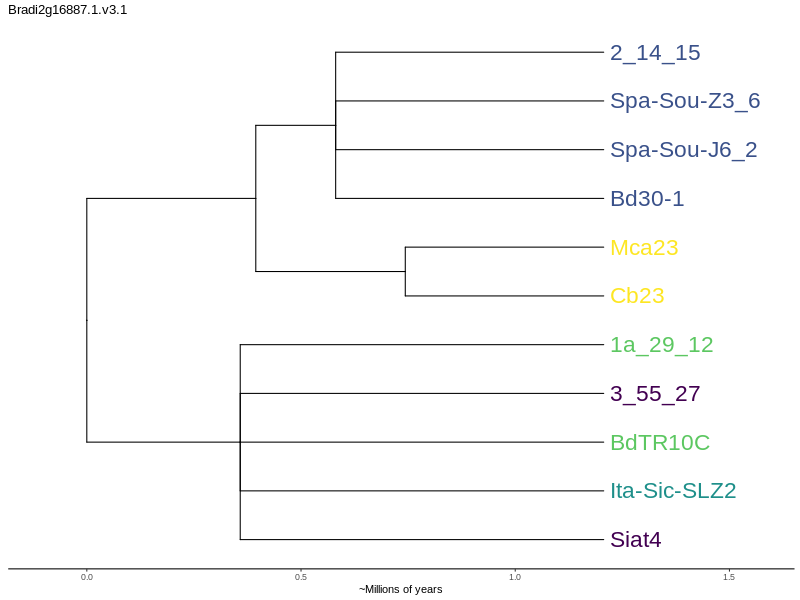 Bradi2g16887.1.v3.1
2_14_15
Spa-Sou-Z3_6
Spa-Sou-J6_2
Bd30-1
Mca23
Cb23
1a_29_12
3_55_27
BdTR10C
Ita-Sic-SLZ2
Siat4
0.0 0.5 1.0 1.5
~Millions of years